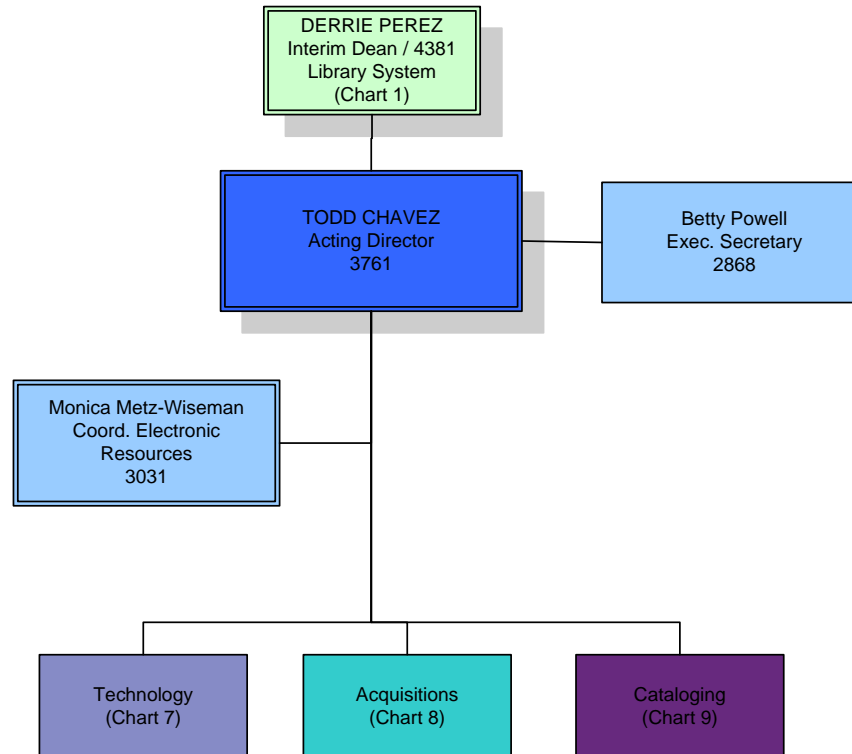 DERRIE PEREZ
Interim Dean / 4381
Library System
(Chart 1)
TODD CHAVEZ
Acting Director
3761
Betty Powell
Exec. Secretary
2868
Monica Metz-Wiseman
Coord. Electronic
Resources
3031
Technology
(Chart 7)
Acquisitions
(Chart 8)
Cataloging
(Chart 9)